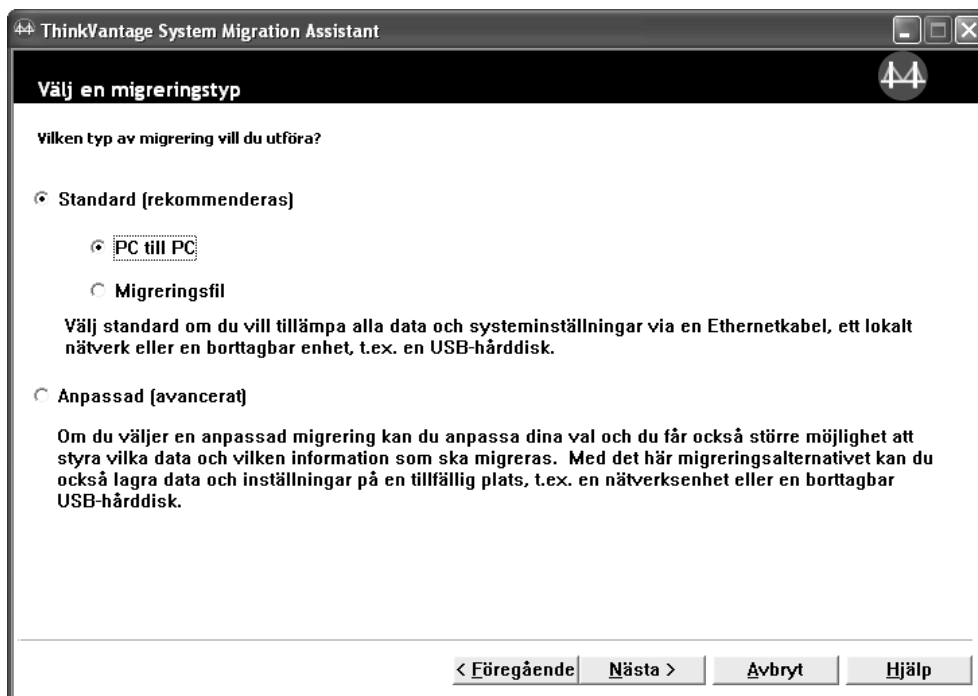 ThinkVantage System Migration Assistant
Välj en migreringstyp
Vilken typ av migrering vill du utföra?
Standard (rekommenderas)
PC till PC
Migreringsfil
Välj standard om du vill tillämpa alla data och systeminställningar via en Ethernetkabel, ett lokalt
nätverk eller en borttagbar enhet, t.ex. en USB-hårddisk.
Anpassad (avancerat)
Om du väljer en anpassad migrering kan du anpassa dina val och du får också större möjlighet att
styra vilka data och vilken information som ska migreras. Med det här migreringsalternativet kan du
också lagra data och inställningar på en tillfällig plats, t.ex. en nätverksenhet eller en borttagbar
USB-hårddisk.
< Föregående Nästa > Avbryt Hjälp